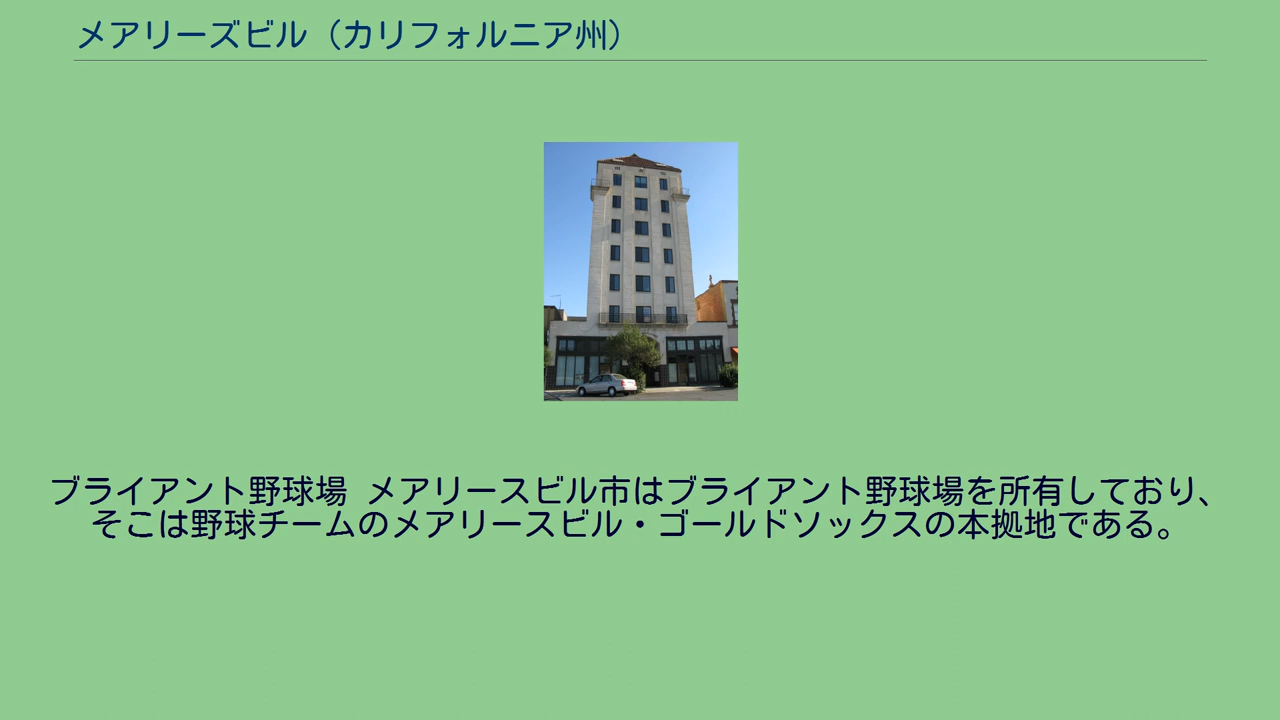 メアリーズビル（カリフォルニア州）
ブライアント野球場 メアリースビル市はブライアント野球場を所有しており、
そこは野球チームのメアリースビル・ゴールドソックスの本拠地である。